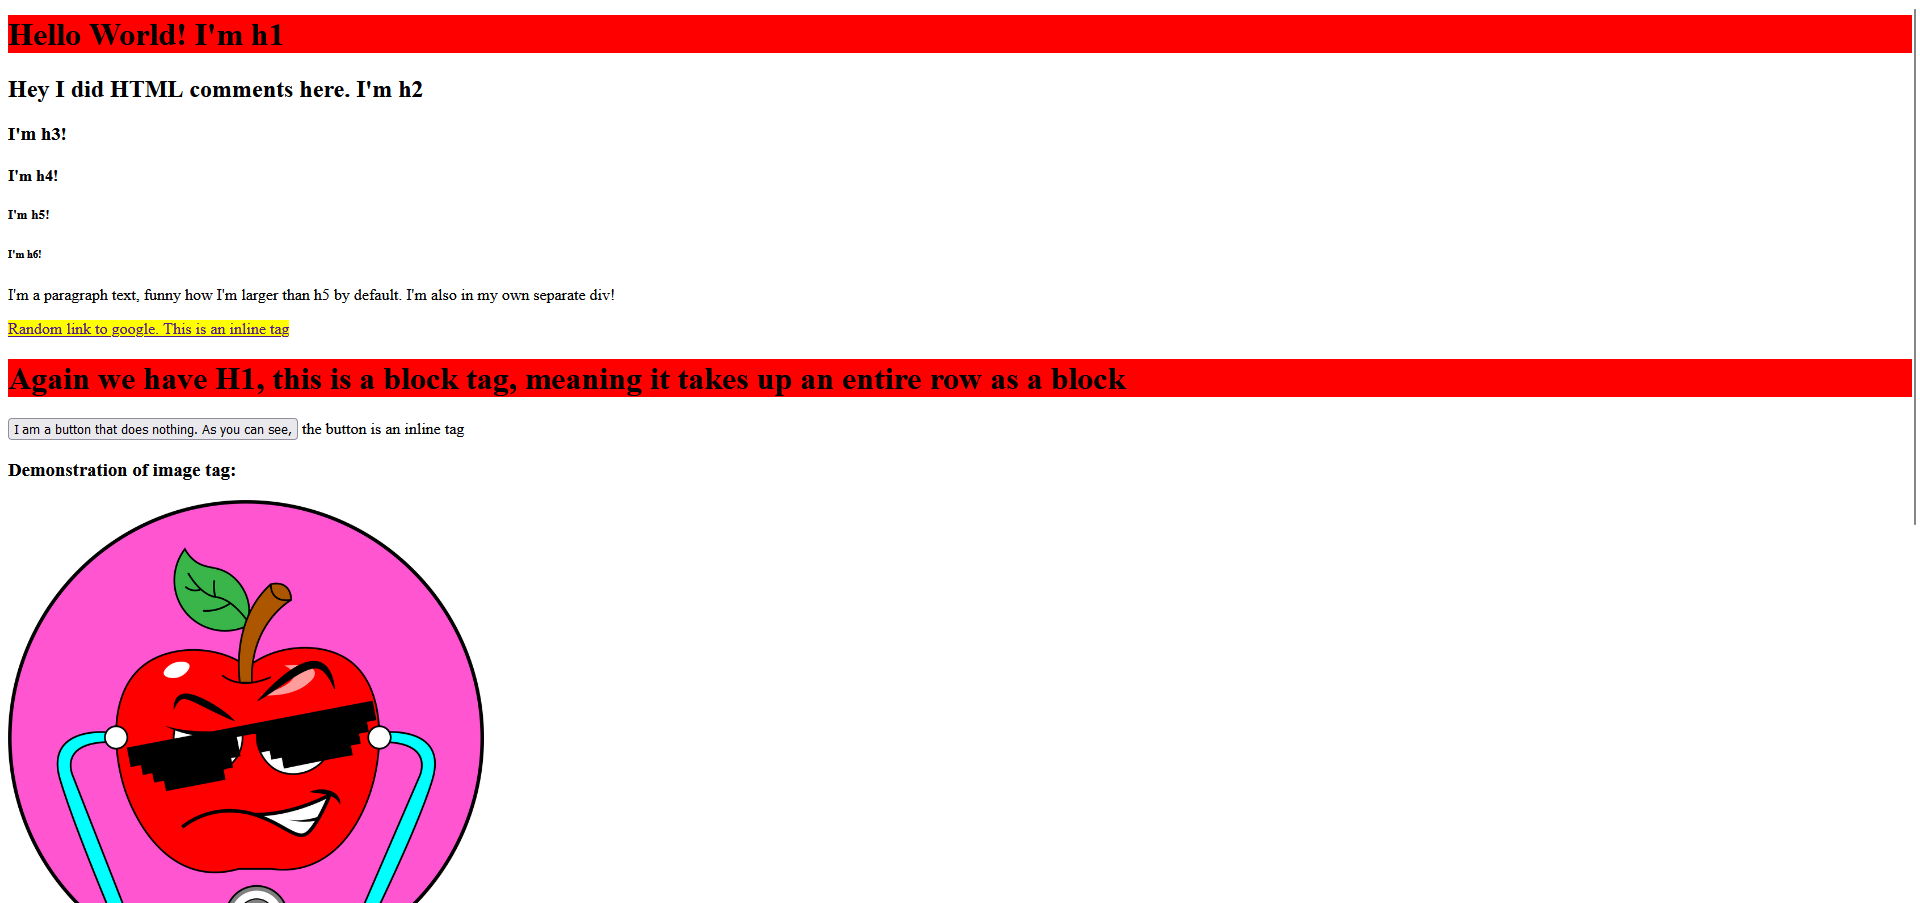 Hello World! I'm h1
Hey I did HTML comments here. I'm h2
I'm h3!
I'm h4!
I'm h5!
I'm h6!
I'm a paragraph text, funny how I'm larger than h5 by default. I'm also in my own separate div!
Random link to google. This is an inline tag
Again we have H1, this is a block tag, meaning it takes up an entire row as a block
I am a button that does nothing. As you can see, the button is an inline tag
Demonstration of image tag: